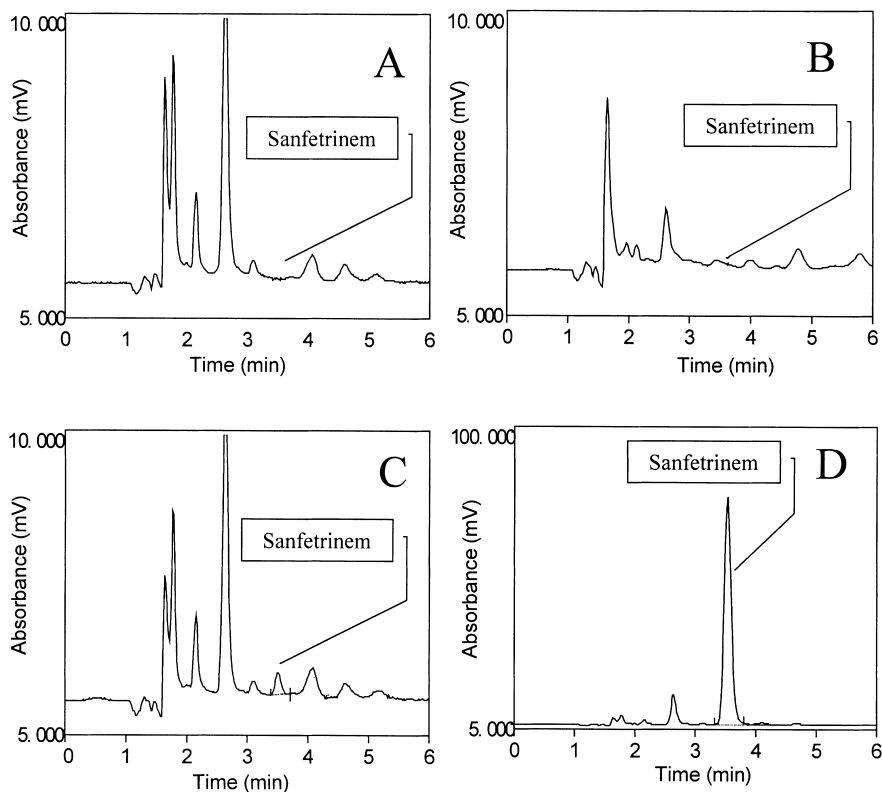 10. 000
A
Sanfetrinem
Absorbance (mV)
5. 000
0 1 2 3 4 5 6
Time (min)
10.000
B
Sanfetrinem
Absorbance (mV)
5.000
0 1 2 3 4 5 6
Time (min)
10. 000
C
Sanfetrinem
Absorbance (mV)
5. 000
0 1 2 3 4 5 6
Time (min)
100. 000
D
Sanfetrinem
Absorbance (mV)
5. 000
0 1 2 3 4 5 6
Time (min)